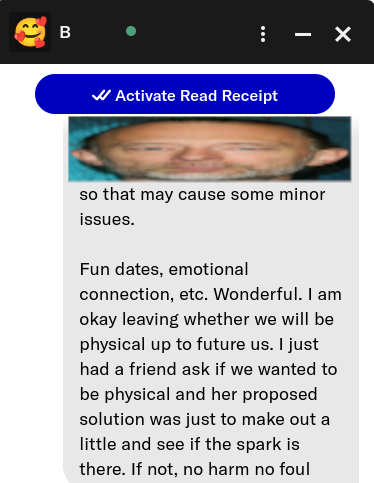 B
Activate Read Receipt
so that may cause some minor
issues.
Fun dates, emotional
connection, etc. Wonderful. I am
okay leaving whether we will be
physical up to future us. I just
had a friend ask if we wanted to
be physical and her proposed
solution was just to make out a
little and see if the spark is
there. If not, no harm no foul